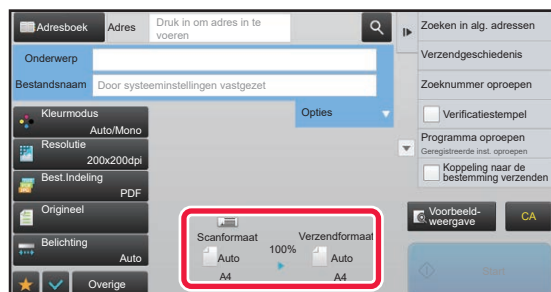 Adresboek
Adres
Druk in om adres in te
voeren
Onderwerp
Bestandsnaam
Door systeeminstellingen vastgezet
Opties
Kleurmodus
Auto/Mono
Resolutie
200x200dpi
Best.Indeling
PDF
Origineel
Belichting
Auto
Overige
Scanformaat
Auto
A4
100%
Verzendformaat
Auto
A4
Zoeken in alg. adressen
Verzendgeschiedenis
Zoeknummer oproepen
Verificatiestempel
Programma oproepen
Geregistreerde inst. oproepen
Koppeling naar de
bestemming verzenden
Voorbeeld-
weergave
CA
Start